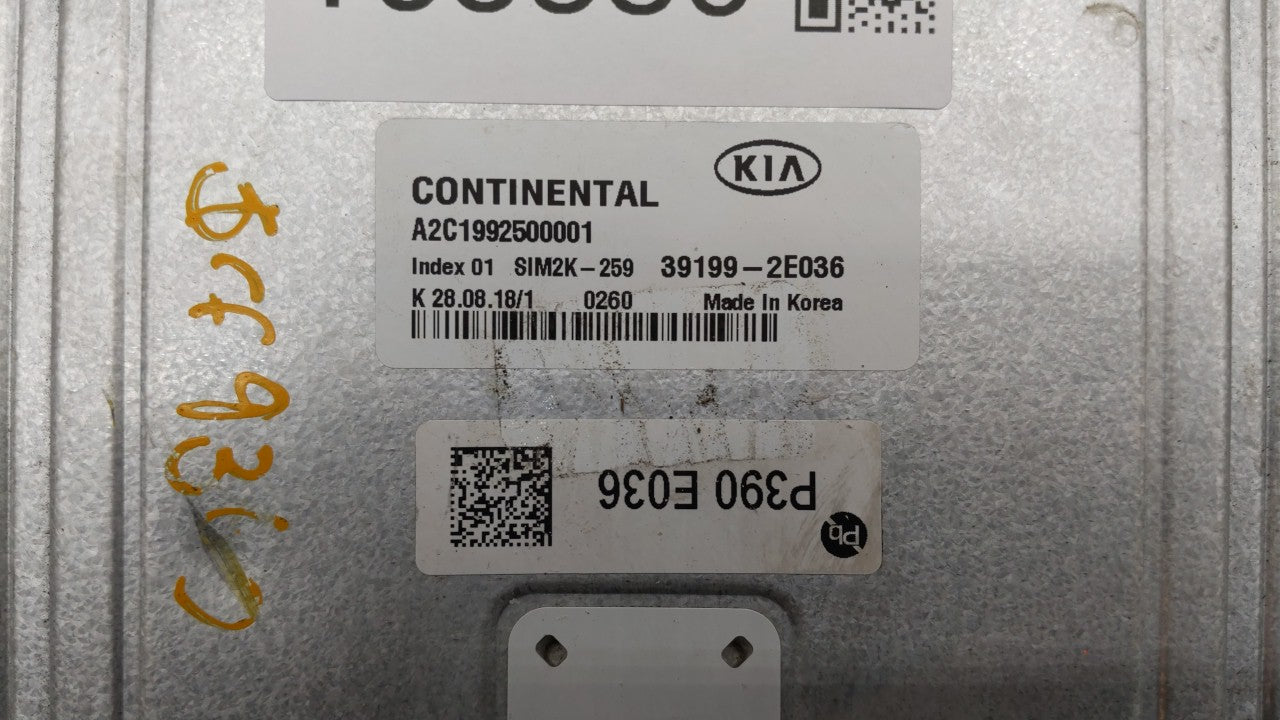 KIA
CONTINENTAL
A2C1992500001
Index 01 SIM2K-259 39199-2E036
K 28.08.18/1 0260 Made In Korea
P390 E036
Pb